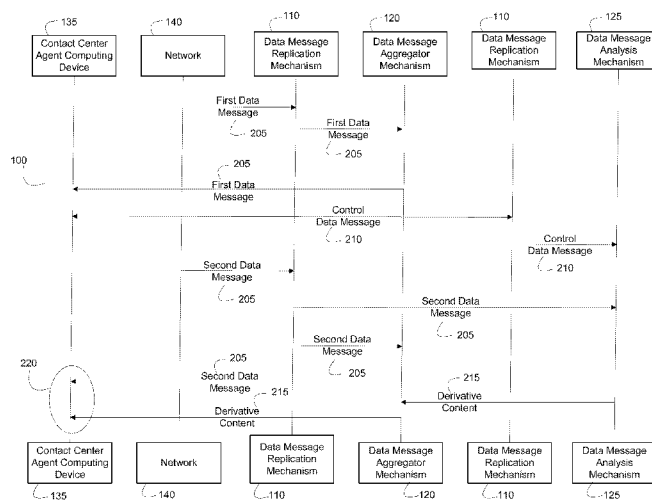 135
140
110
120
110
125
Contact Center
Agent Computing
Device
Network
Data Message
Replication
Mechanism
Data Message
Aggregator
Mechanism
Data Message
Replication
Mechanism
Data Message
Analysis
Mechanism
First Data
Message
205
First Data
Message
205
100
205
First Data
Message
Control
Data Message
210
Control
Data Message
210
Second Data
Message
205
Second Data
Message
205
Second Data
Message
205
220
205
Second Data
Message
215
Derivative
Content
215
Derivative
Content
Contact Center
Agent Computing
Device
Network
Data Message
Replication
Mechanism
Data Message
Aggregator
Mechanism
Data Message
Replication
Mechanism
Data Message
Analysis
Mechanism
135
140
110
120
110
125